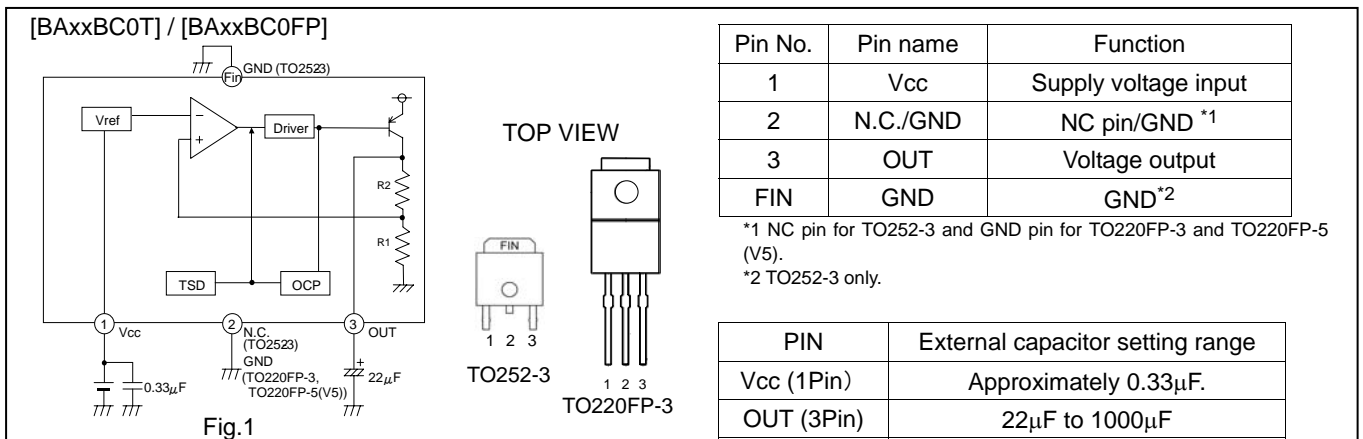 [BAxxBC0T] / [BAxxBC0FP]
GND (TO2523)
Fin
Vref
−
+
Driver
R2
R1
TSD
OCP
1
Vcc
2
N.C.
(TO2523)
GND
(TO220FP-3,
TO220FP-5(V5))
3
OUT
0.33μF
+
22μF
Fig.1
TOP VIEW
FIN
1 2 3
TO252-3
1 2 3
TO220FP-3
Pin No. Pin name Function
1 Vcc Supply voltage input
2 N.C./GND NC pin/GND *1
3 OUT Voltage output
FIN GND GND*2
*1 NC pin for TO252-3 and GND pin for TO220FP-3 and TO220FP-5
(V5).
*2 TO252-3 only.
PIN External capacitor setting range
Vcc (1Pin) Approximately 0.33μF.
OUT (3Pin) 22μF to 1000μF